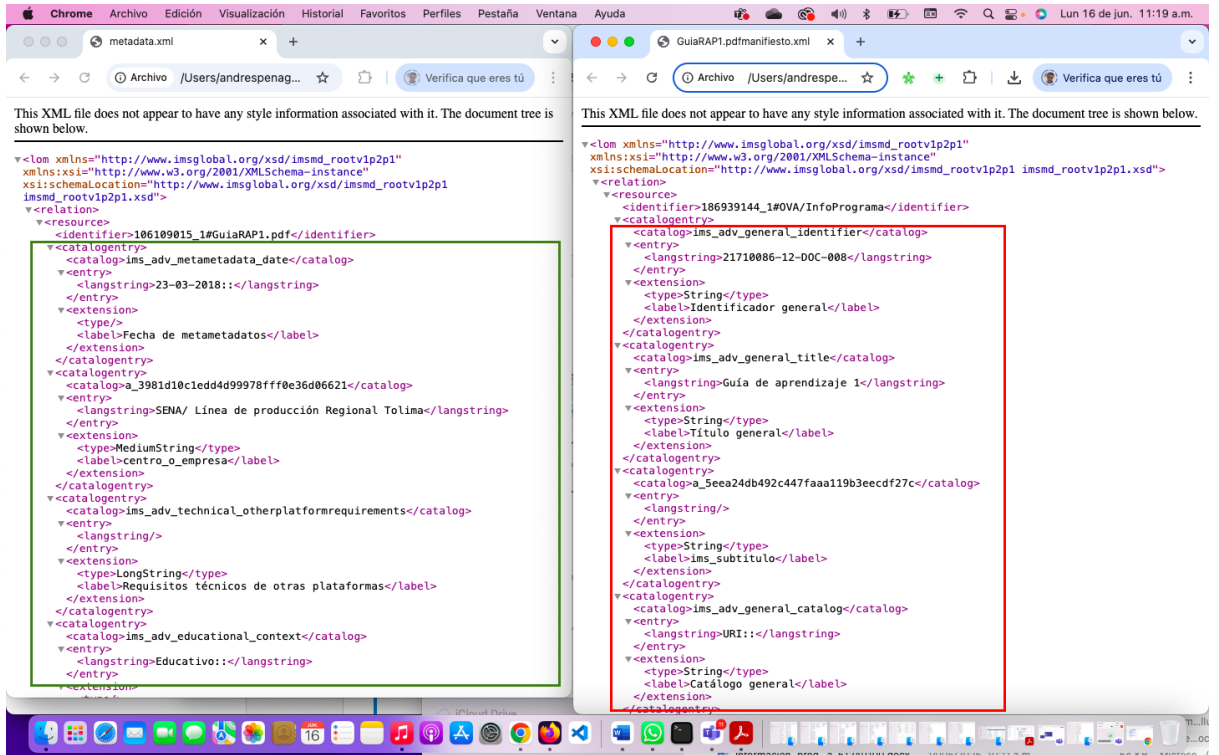 Chrome Archivo Edición Visualización Historial Favoritos Perfiles Pestaña Ventana Ayuda Lun 16 de jun. 11:19 a.m.
metadata.xml
Archivo /Users/andrespenag... Verifica que eres tú
This XML file does not appear to have any style information associated with it. The document tree is
shown below.
▼<lom xmlns="http://www.imsglobal.org/xsd/imsmd_rootv1p2p1"
xmlns:xsi="http://www.w3.org/2001/XMLSchema-instance"
xsi:schemaLocation="http://www.imsglobal.org/xsd/imsmd_rootv1p2p1
imsmd_rootv1p2p1.xsd">
▼<relation>
▼<resource>
<identifier>106109015_1#GuiaRAP1.pdf</identifier>
▼<catalogentry>
<catalog>ims_adv_metametadata_date</catalog>
▼<entry>
<langstring>23-03-2018::</langstring>
</entry>
▼<extension>
<type/>
<label>Fecha de metametadatos</label>
</extension>
</catalogentry>
▼<catalogentry>
<catalog>a_3981d10c1edd4d99978fff0e36d06621</catalog>
▼<entry>
<langstring>SENA/ Línea de producción Regional Tolima</langstring>
</entry>
▼<extension>
<type>MediumString</type>
<label>centro_o_empresa</label>
</extension>
</catalogentry>
▼<catalogentry>
<catalog>ims_adv_technical_otherplatformrequirements</catalog>
▼<entry>
<langstring/>
</entry>
▼<extension>
<type>LongString</type>
<label>Requisitos técnicos de otras plataformas</label>
</extension>
</catalogentry>
▼<catalogentry>
<catalog>ims_adv_educational_context</catalog>
▼<entry>
<langstring>Educativo::</langstring>
</entry>
▼<extension>
GuiaRAP1.pdfmanifiesto.xml
Archivo /Users/andrespe... Verifica que eres tú
This XML file does not appear to have any style information associated with it. The document tree is shown below.
▼<lom xmlns="http://www.imsglobal.org/xsd/imsmd_rootv1p2p1"
xmlns:xsi="http://www.w3.org/2001/XMLSchema-instance"
xsi:schemaLocation="http://www.imsglobal.org/xsd/imsmd_rootv1p2p1 imsmd_rootv1p2p1.xsd">
▼<relation>
▼<resource>
<identifier>186939144_1#OVA/InfoPrograma</identifier>
▼<catalogentry>
<catalog>ims_adv_general_identifier</catalog>
▼<entry>
<langstring>21710086-12-DOC-008</langstring>
</entry>
▼<extension>
<type>String</type>
<label>Identificador general</label>
</extension>
</catalogentry>
▼<catalogentry>
<catalog>ims_adv_general_title</catalog>
▼<entry>
<langstring>Guía de aprendizaje 1</langstring>
</entry>
▼<extension>
<type>String</type>
<label>Título general</label>
</extension>
</catalogentry>
▼<catalogentry>
<catalog>a_5eea24db492c447faaa119b3eecdf27c</catalog>
▼<entry>
<langstring/>
</entry>
▼<extension>
<type>String</type>
<label>ims_subtitulo</label>
</extension>
</catalogentry>
▼<catalogentry>
<catalog>ims_adv_general_catalog</catalog>
▼<entry>
<langstring>URI::</langstring>
</entry>
▼<extension>
<type>String</type>
<label>Catálogo general</label>
</extension>
</catalogentry>
iCloud Drive
JUN. 16